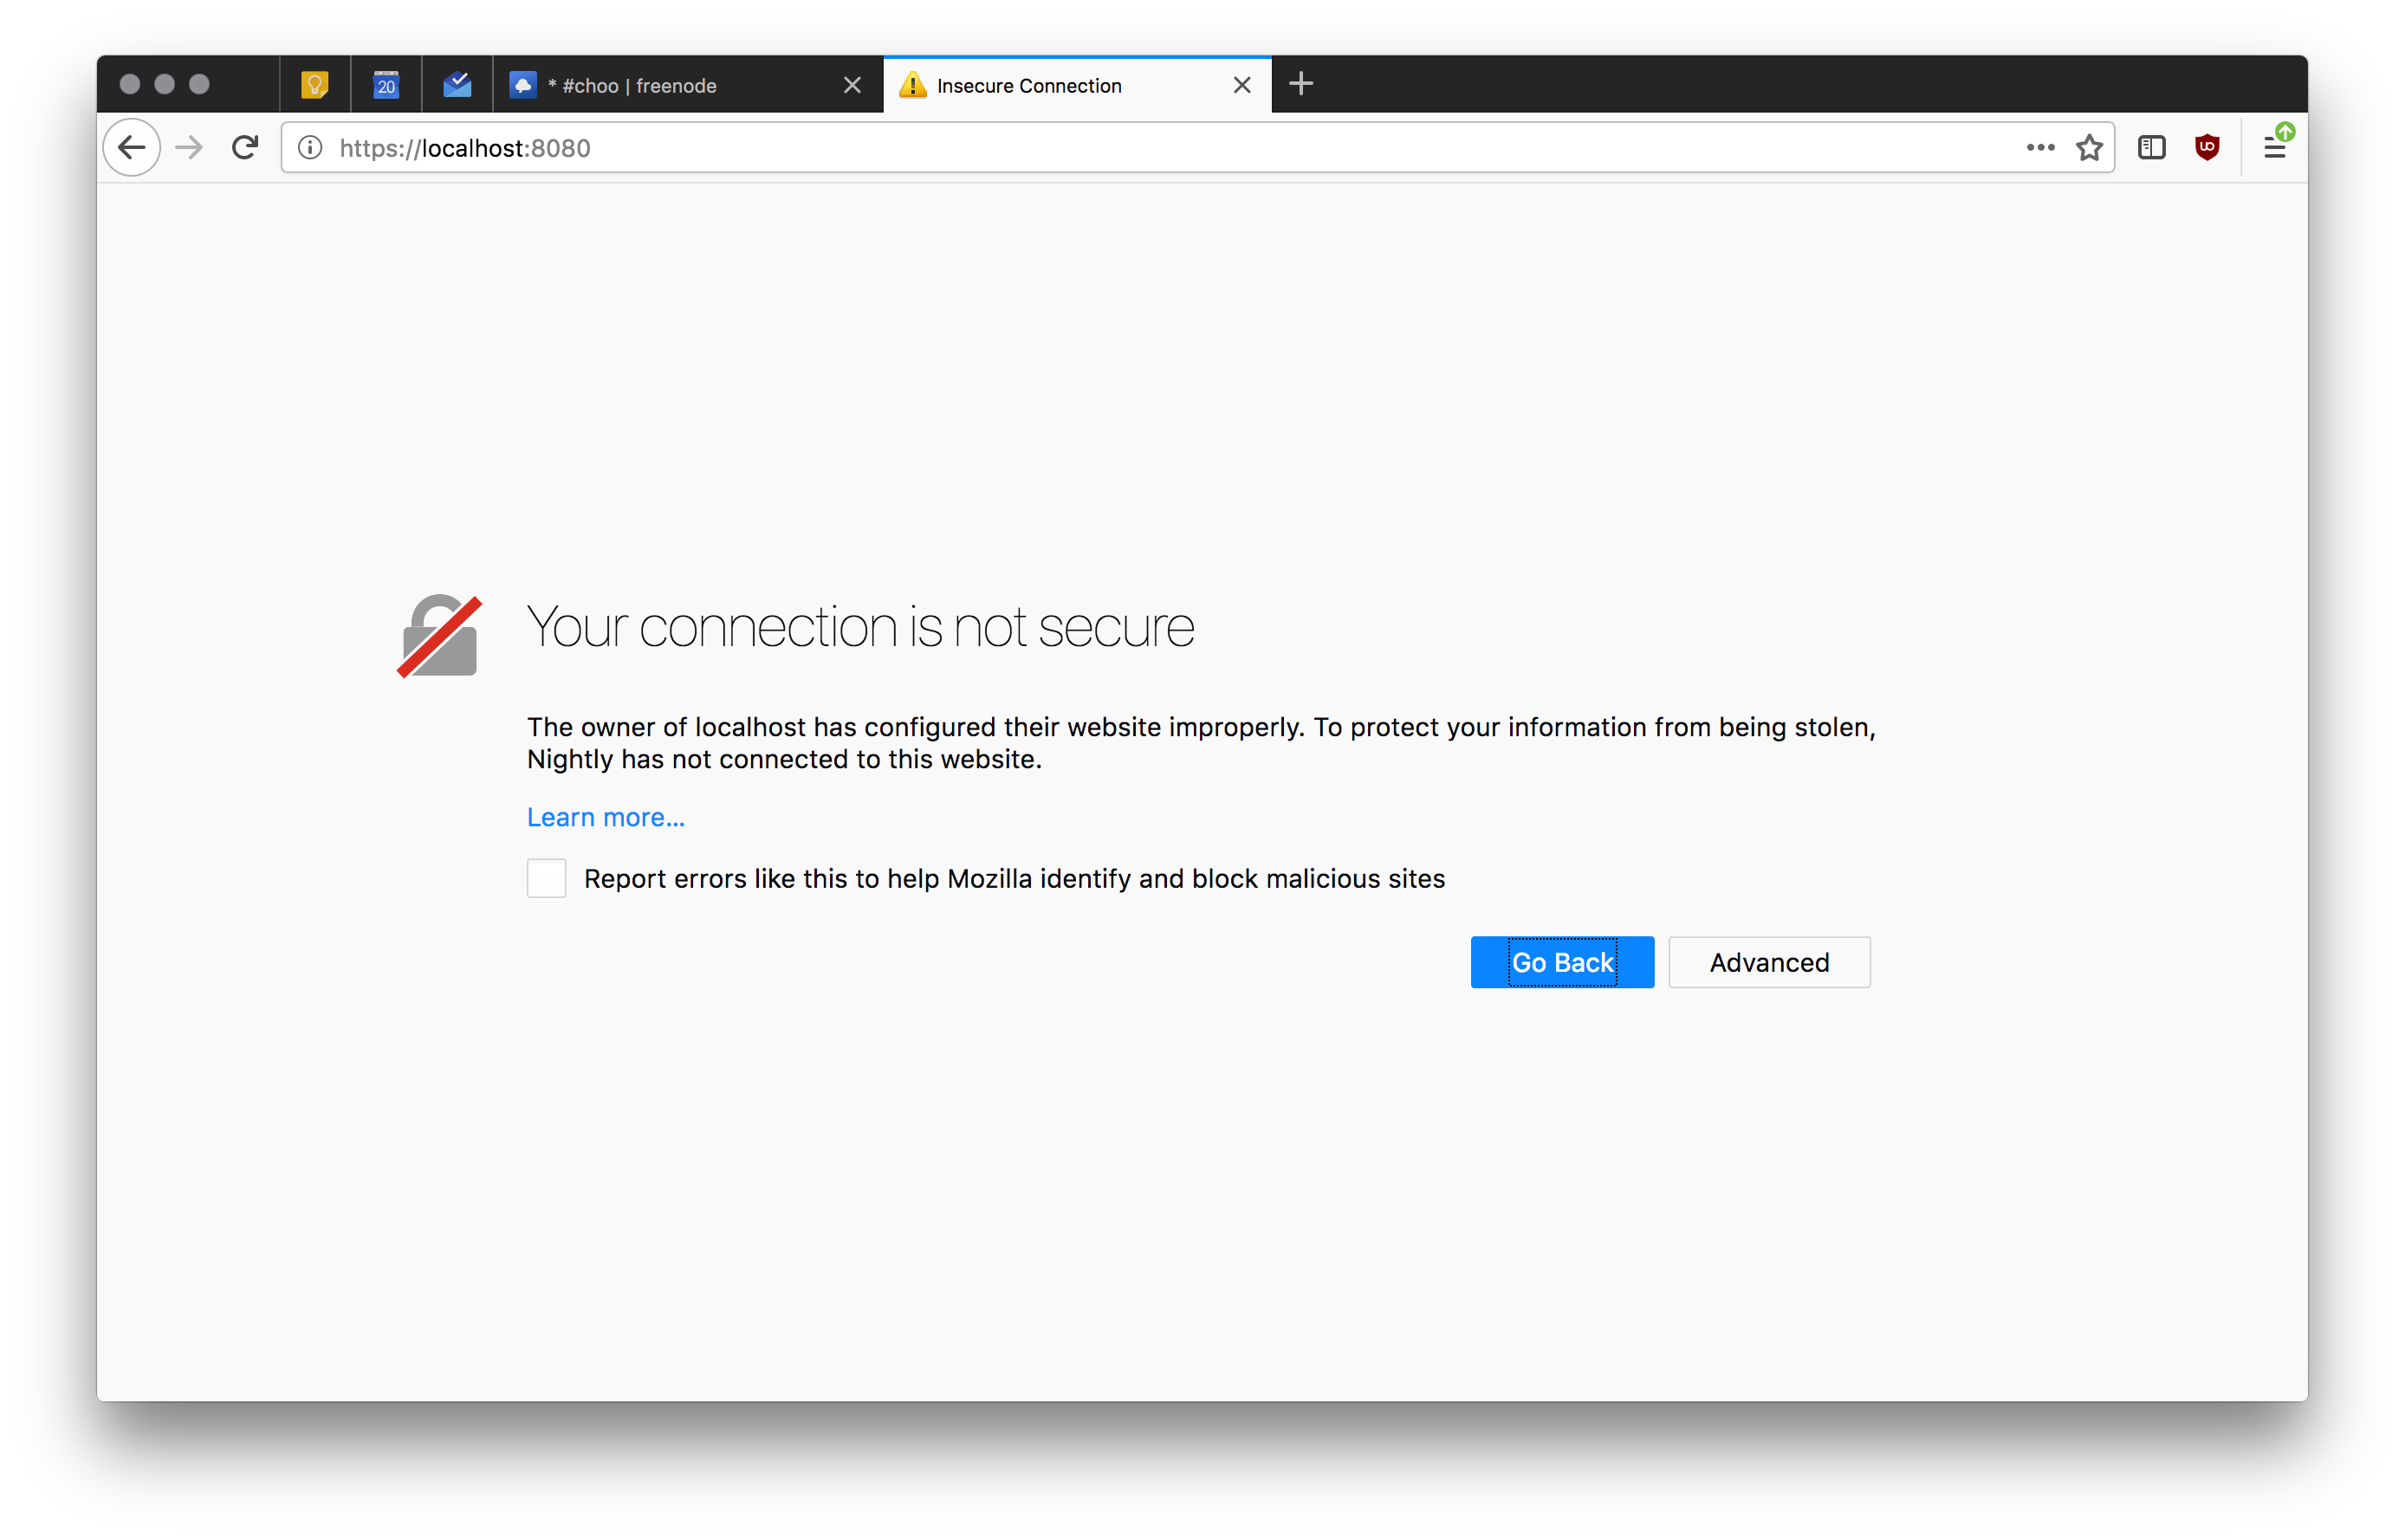 20
* #choo | freenode
Insecure Connection
https://localhost:8080
Your connection is not secure
The owner of localhost has configured their website improperly. To protect your information from being stolen,
Nightly has not connected to this website.
Learn more...
Report errors like this to help Mozilla identify and block malicious sites
Go Back
Advanced